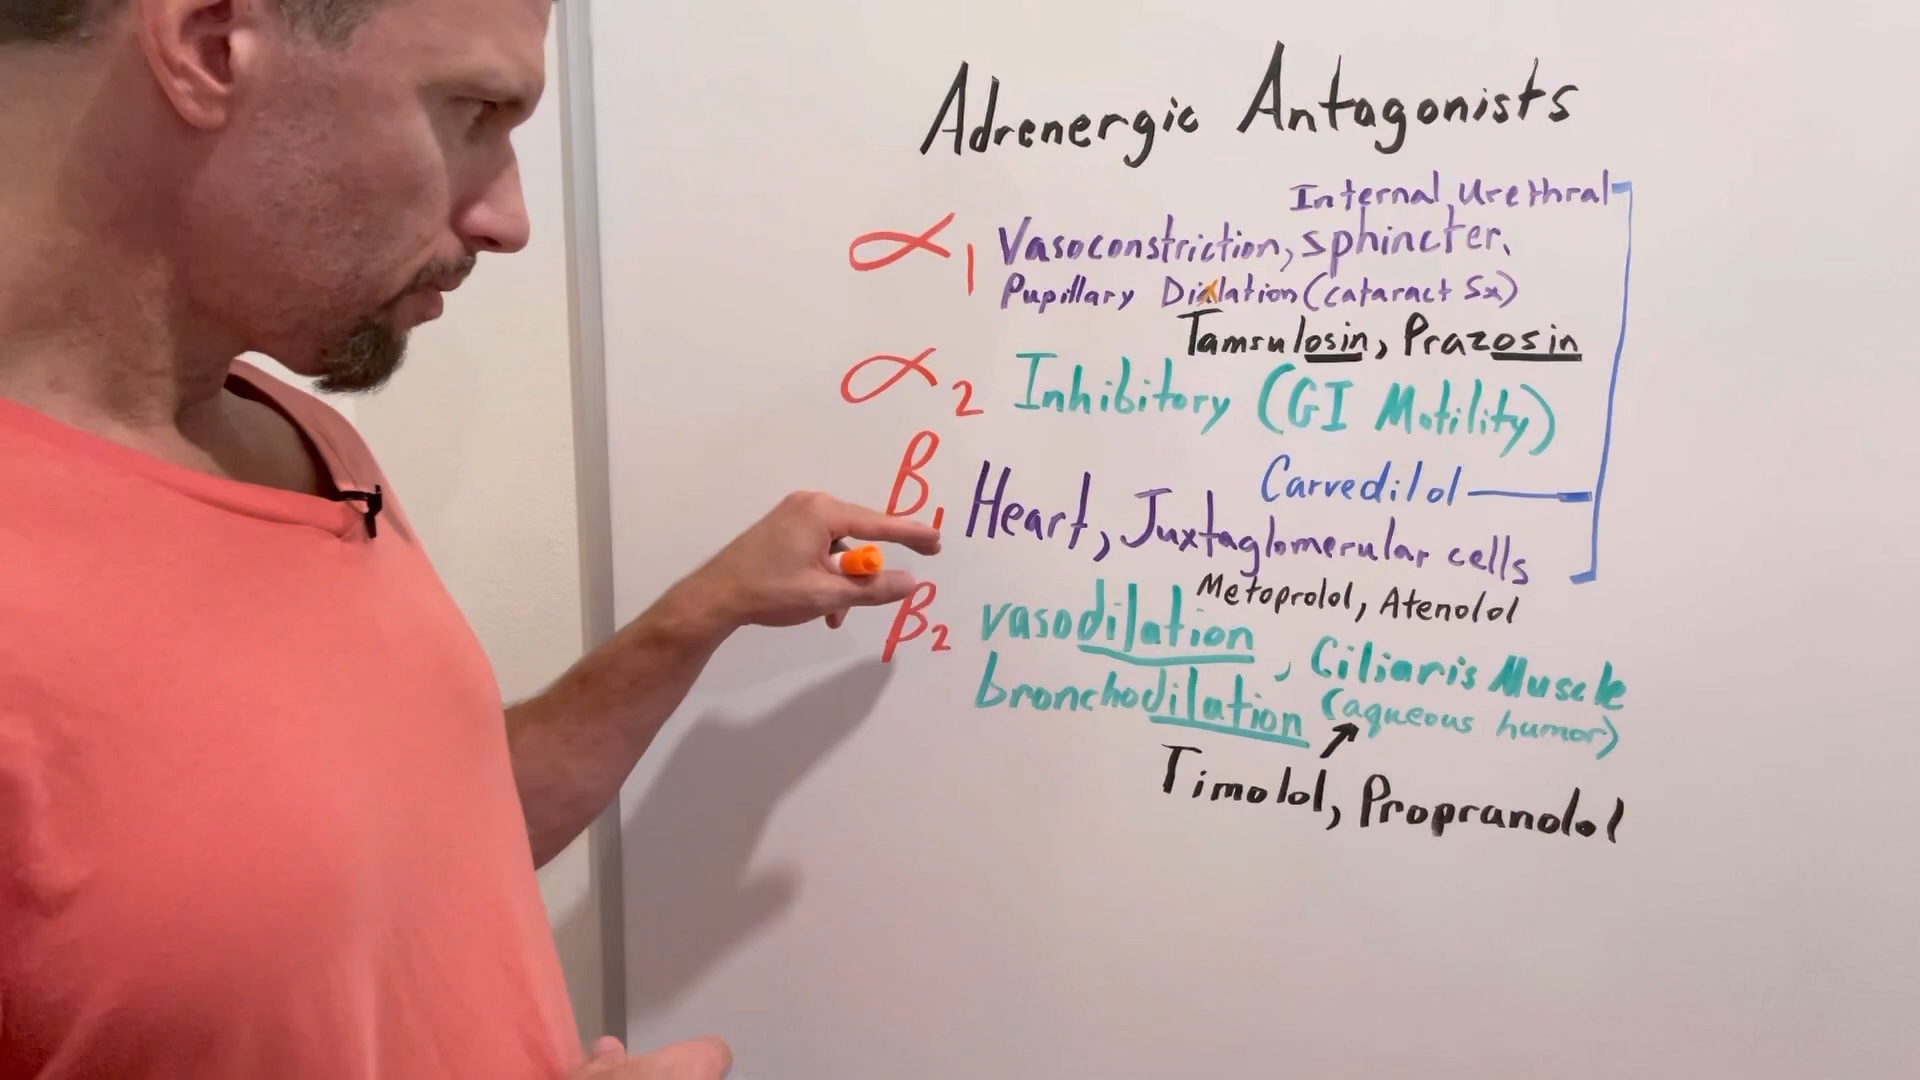 Adrenergic Antagonists
Internal urethral
α1 Vasoconstriction, sphincter,
Pupillary Dilation (cataract Sx)
Tamsulosin, Prazosin
α2 Inhibitory (GI Motility)
Carvedilol
β1 Heart, Juxtaglomerular cells
Metoprolol, Atenolol
β2 vasodilation, Ciliaris Muscle
bronchodilation (aqueous humor)
Timolol, Propranolol